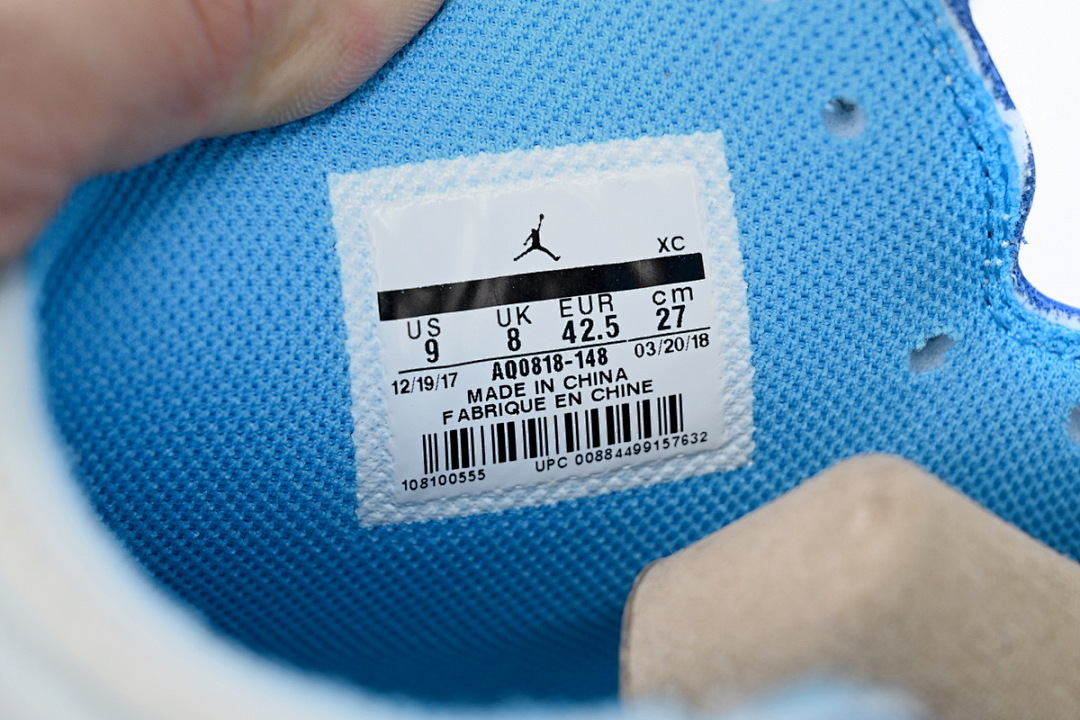 XC
US UK EUR cm
9 8 42.5 27
12/19/17 AQ0818-148 03/20/18
MADE IN CHINA
FABRIQUE EN CHINE
108100555 UPC 00884499157632